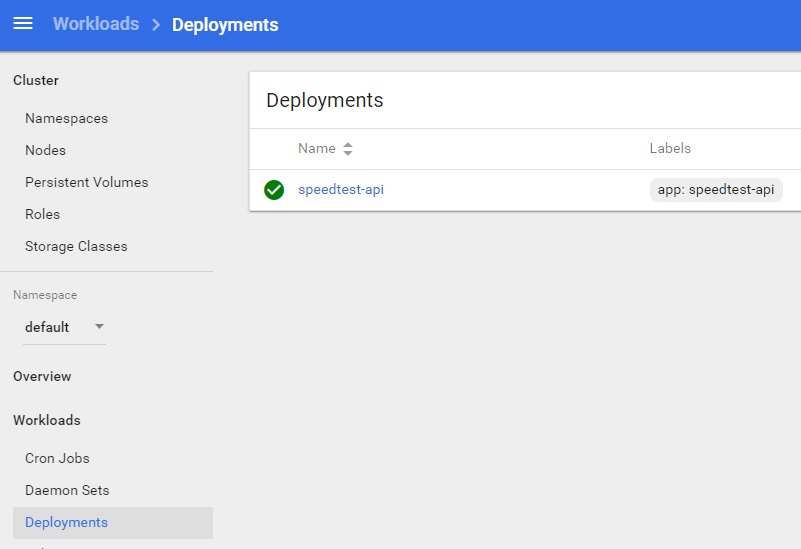 Workloads > Deployments
Cluster
Namespaces
Nodes
Persistent Volumes
Roles
Storage Classes
Namespace
default
Overview
Workloads
Cron Jobs
Daemon Sets
Deployments
Deployments
Name
Labels
speedtest-api
app: speedtest-api